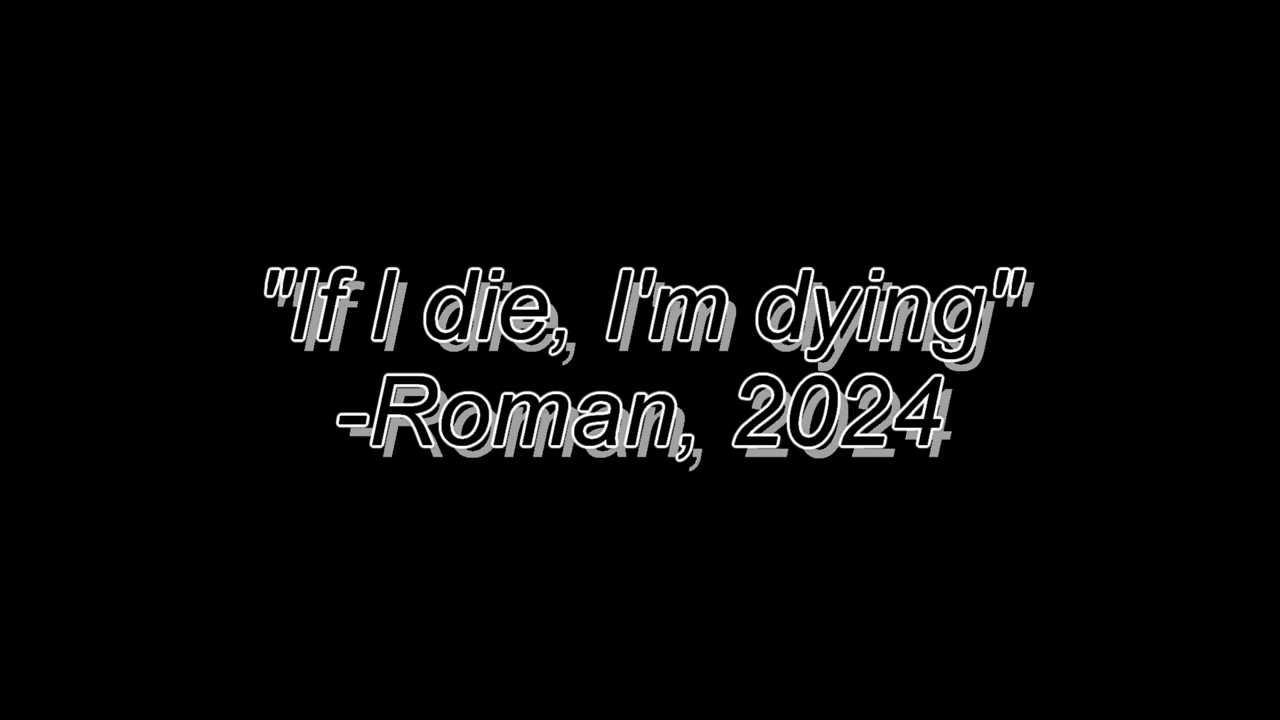 "If I die, I'm dying"
-Roman, 2024